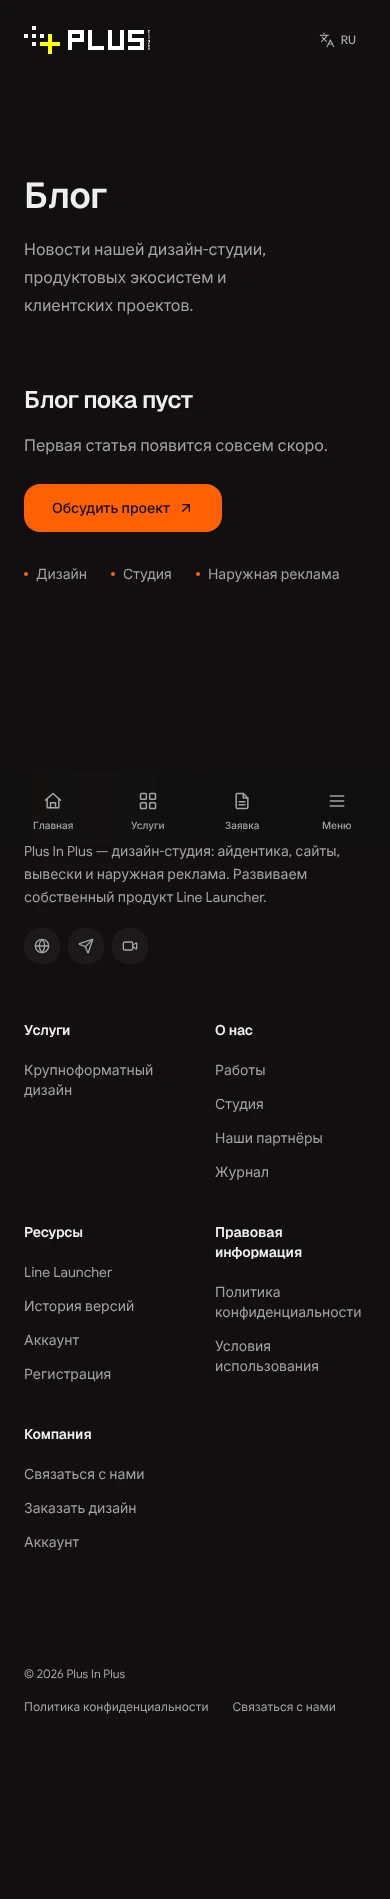 PLUS
RU
Блог
Новости нашей дизайн-студии,
продуктовых экосистем и
клиентских проектов.
Блог пока пуст
Первая статья появится совсем скоро.
Обсудить проект
Дизайн Студия Наружная реклама
Главная Услуги Заявка Меню
Plus In Plus — дизайн-студия: айдентика, сайты,
вывески и наружная реклама. Развиваем
собственный продукт Line Launcher.
Услуги
Крупноформатный
дизайн
О нас
Работы
Студия
Наши партнёры
Журнал
Ресурсы
Line Launcher
История версий
Аккаунт
Регистрация
Правовая
информация
Политика
конфиденциальности
Условия
использования
Компания
Связаться с нами
Заказать дизайн
Аккаунт
© 2026 Plus In Plus
Политика конфиденциальности Связаться с нами